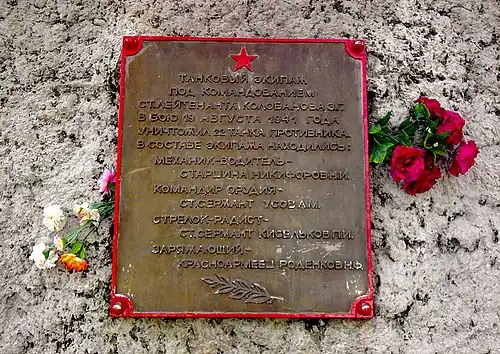 ТАНКОВЫЙ ЭКИПАЖ
ПОД КОМАНДОВАНИЕМ
СТ.ЛЕЙТЕНАНТА КОЛОБАНОВА З.Г.
В БОЮ 19 АВГУСТА 1941 ГОДА
УНИЧТОЖИЛ 22 ТАНКА ПРОТИВНИКА.
В СОСТАВЕ ЭКИПАЖА НАХОДИЛИСЬ:
МЕХАНИК-ВОДИТЕЛЬ-
СТАРШИНА НИКИФОРОВ Н.И.
КОМАНДИР ОРУДИЯ-
СТ.СЕРЖАНТ УСОВ А.М.
СТРЕЛОК-РАДИСТ-
СТ.СЕРЖАНТ КИСЕЛЬКОВ П.И.
ЗАРЯЖАЮЩИЙ-
КРАСНОАРМЕЕЦ РОДЕНКОВ Н.Ф.